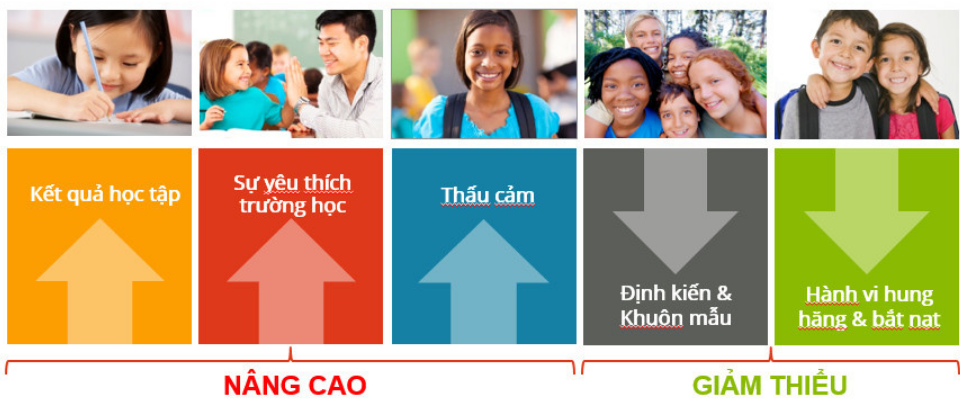 Kết quả học tập
Sự yêu thích
trường học
Thấu cảm
Định kiến &
Khuôn mẫu
Hành vi hung
hăng & bắt nạt
NÂNG CAO
GIẢM THIỂU